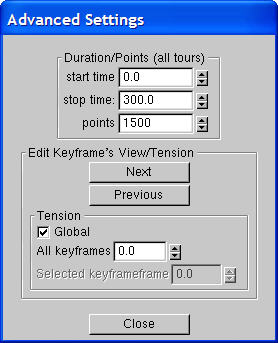 Advanced Settings
Duration/Points (all tours)
start time 0.0
stop time: 300.0
points 1500
Edit Keyframe's View/Tension
Next
Previous
Tension
Global
All keyframes 0.0
Selected keyframeframe 0.0
Close